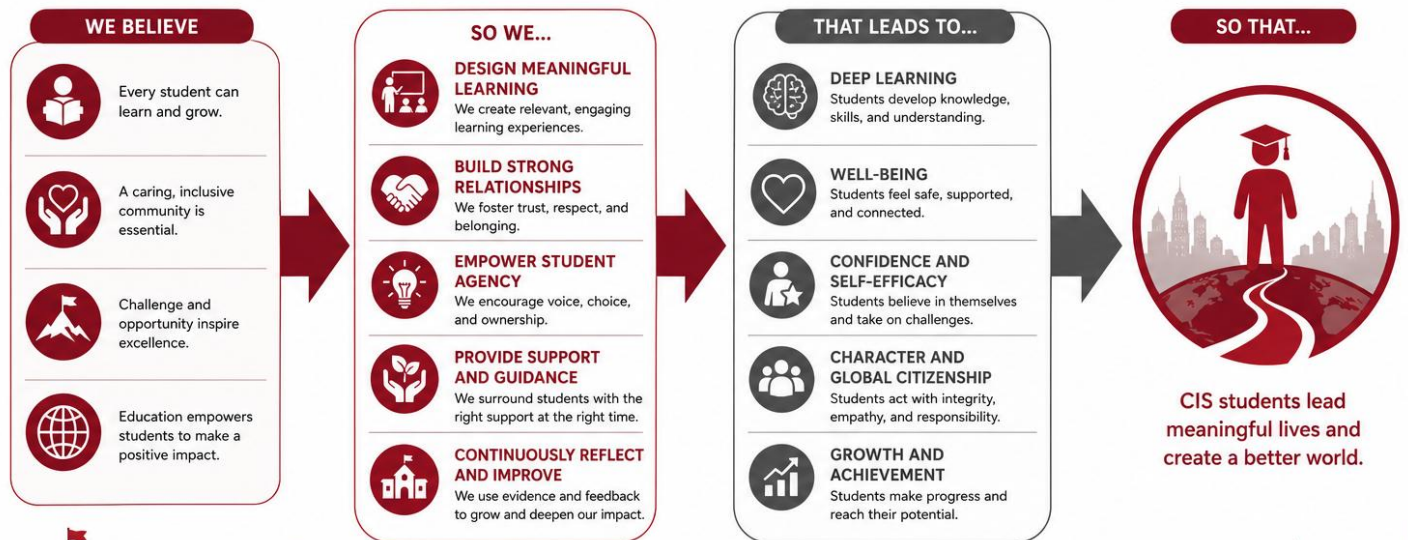 WE BELIEVE
Every student can
learn and grow.
A caring, inclusive
community is
essential.
Challenge and
opportunity inspire
excellence.
Education empowers
students to make a
positive impact.
SO WE...
DESIGN MEANINGFUL
LEARNING
We create relevant, engaging
learning experiences.
BUILD STRONG
RELATIONSHIPS
We foster trust, respect, and
belonging.
EMPOWER STUDENT
AGENCY
We encourage voice, choice,
and ownership.
PROVIDE SUPPORT
AND GUIDANCE
We surround students with the
right support at the right time.
CONTINUOUSLY REFLECT
AND IMPROVE
We use evidence and feedback
to grow and deepen our impact.
THAT LEADS TO...
DEEP LEARNING
Students develop knowledge,
skills, and understanding.
WELL-BEING
Students feel safe, supported,
and connected.
CONFIDENCE AND
SELF-EFFICACY
Students believe in themselves
and take on challenges.
CHARACTER AND
GLOBAL CITIZENSHIP
Students act with integrity,
empathy, and responsibility.
GROWTH AND
ACHIEVEMENT
Students make progress and
reach their potential.
SO THAT...
CIS students lead
meaningful lives and
create a better world.